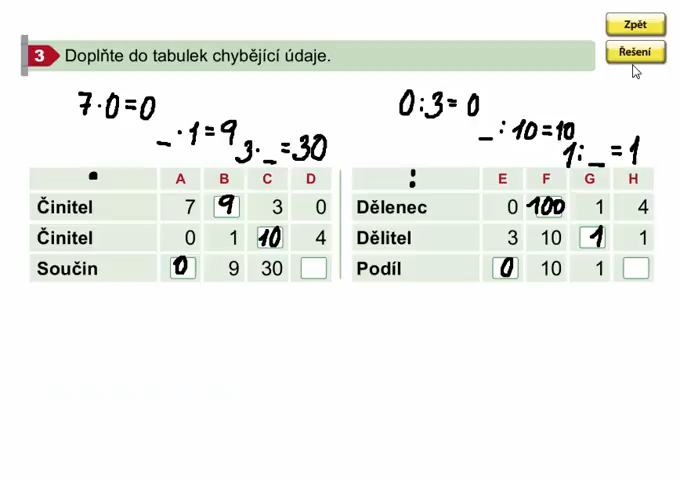 Zpět
3 Doplňte do tabulek chybějící údaje.
Řešení
7·0=0
_·1=9
3·_=30
0:3=0
_:10=10
1:_=1
· A B C D
Činitel 7 9 3 0
Činitel 0 1 10 4
Součin 0 9 30
: E F G H
Dělenec 0 100 1 4
Dělitel 3 10 1 1
Podíl 0 10 1